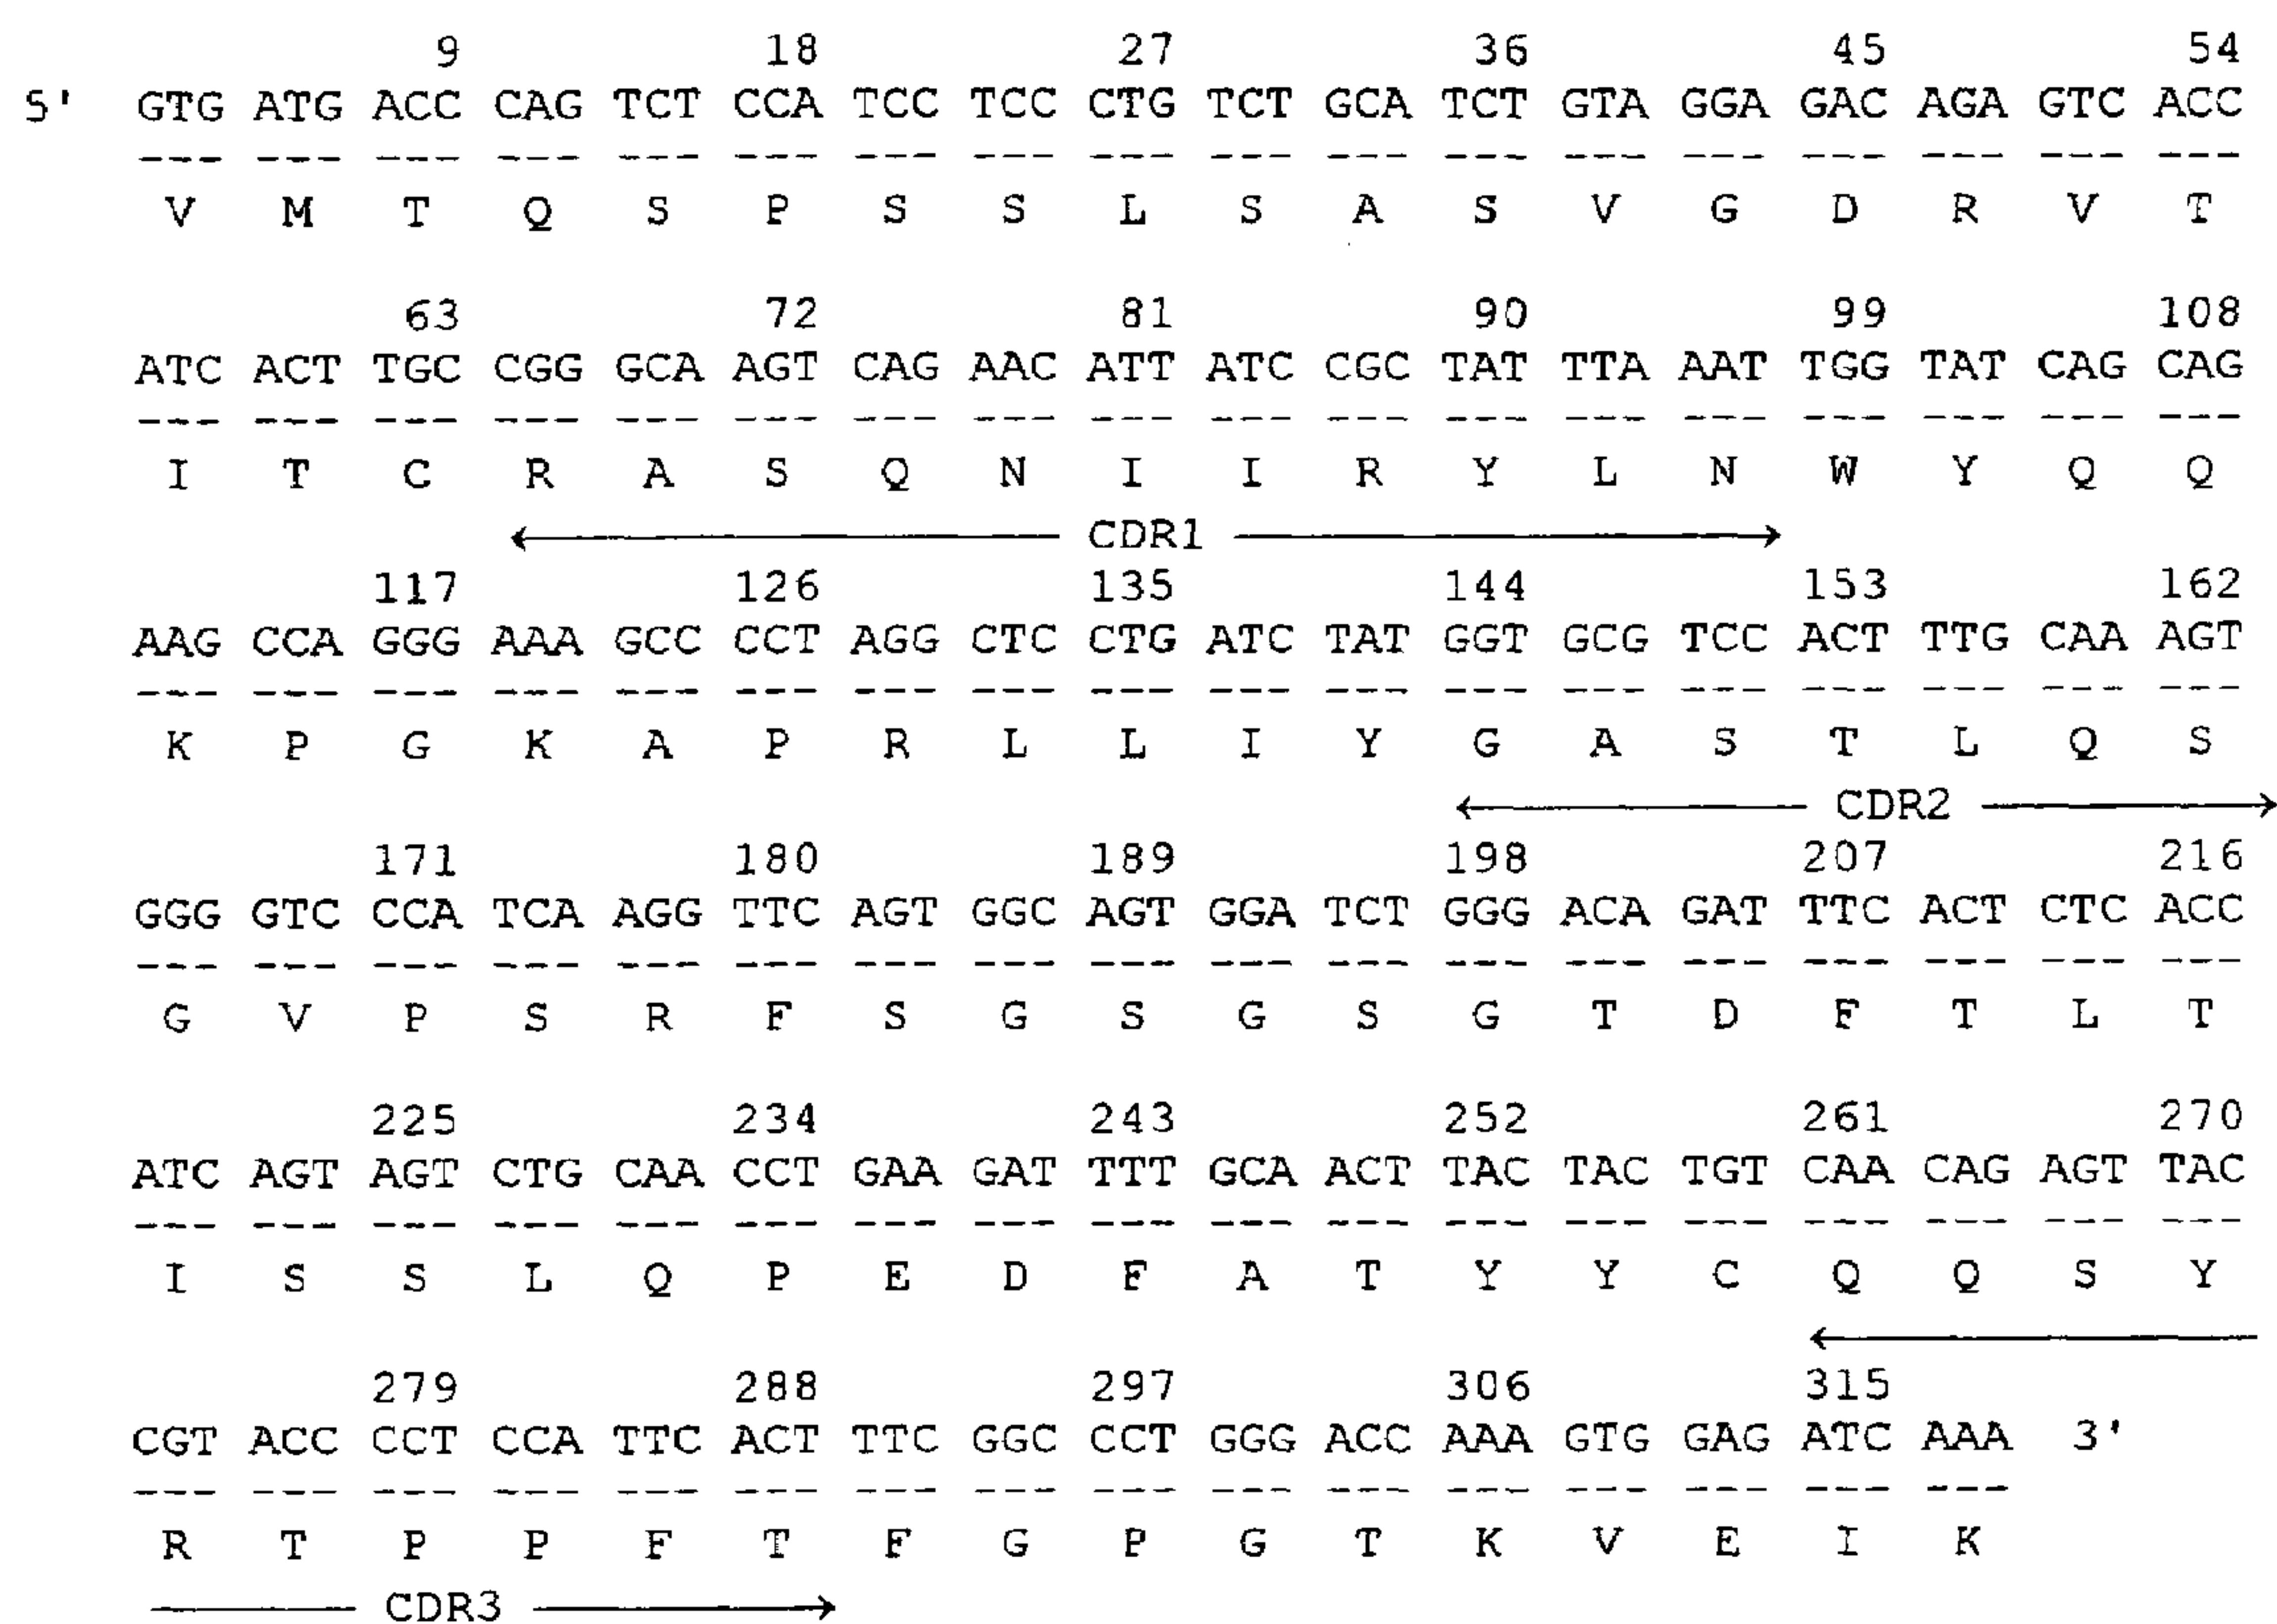 9 18 27 36 45 54
5' GTG ATG ACC CAG TCT CCA TCC TCC CTG TCT GCA TCT GTA GGA GAC AGA GTC ACC
--- --- --- --- --- --- --- --- --- --- --- --- --- --- --- --- --- ---
V M T Q S P S S L S A S V G D R V T
63 72 81 90 99 108
ATC ACT TGC CGG GCA AGT CAG AAC ATT ATC CGC TAT TTA AAT TGG TAT CAG CAG
--- --- --- --- --- --- --- --- --- --- --- --- --- --- --- --- --- ---
I T C R A S Q N I I R Y L N W Y Q Q
CDR1
117 126 135 144 153 162
AAG CCA GGG AAA GCC CCT AGG CTC CTG ATC TAT GGT GCG TCC ACT TTG CAA AGT
--- --- --- --- --- --- --- --- --- --- --- --- --- --- --- --- --- ---
K P G K A P R L L I Y G A S T L Q S
CDR2
171 180 189 198 207 216
GGG GTC CCA TCA AGG TTC AGT GGC AGT GGA TCT GGG ACA GAT TTC ACT CTC ACC
--- --- --- --- --- --- --- --- --- --- --- --- --- --- --- --- --- ---
G V P S R F S G S G S G T D F T L T
225 234 243 252 261 270
ATC AGT AGT CTG CAA CCT GAA GAT TTT GCA ACT TAC TAC TGT CAA CAG AGT TAC
--- --- --- --- --- --- --- --- --- --- --- --- --- --- --- --- --- ---
I S S L Q P E D F A T Y Y C Q Q S Y
279 288 297 306 315
CGT ACC CCT CCA TTC ACT TTC GGC CCT GGG ACC AAA GTG GAG ATC AAA 3'
--- --- --- --- --- --- --- --- --- --- --- --- --- --- --- ---
R T P P F T F G P G T K V E I K
CDR3